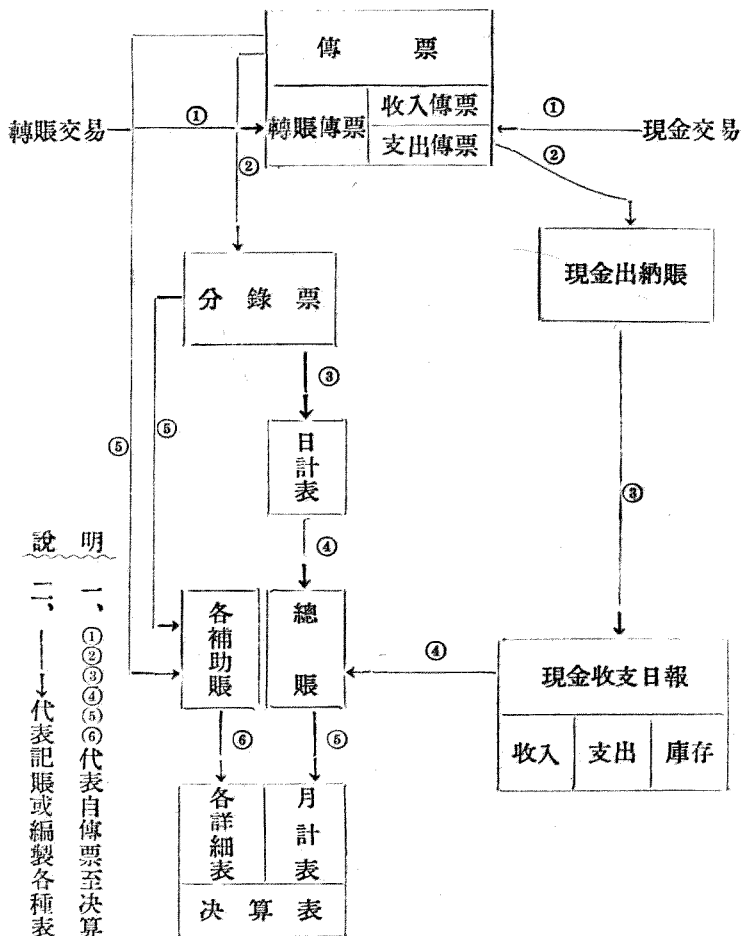 傳票
轉賬傳票
收入傳票
支出傳票
轉賬交易
①
①
現金交易
②
②
分錄票
現金出納賬
③
日計表
⑤
⑤
③
④
各補助賬
總賬
④
現金收支日報
收入
支出
庫存
⑥
⑤
各詳細表
月計表
決算表
說明
一、①②③④⑤⑥代表自傳票至決算
二、──→代表記賬或編製各種表